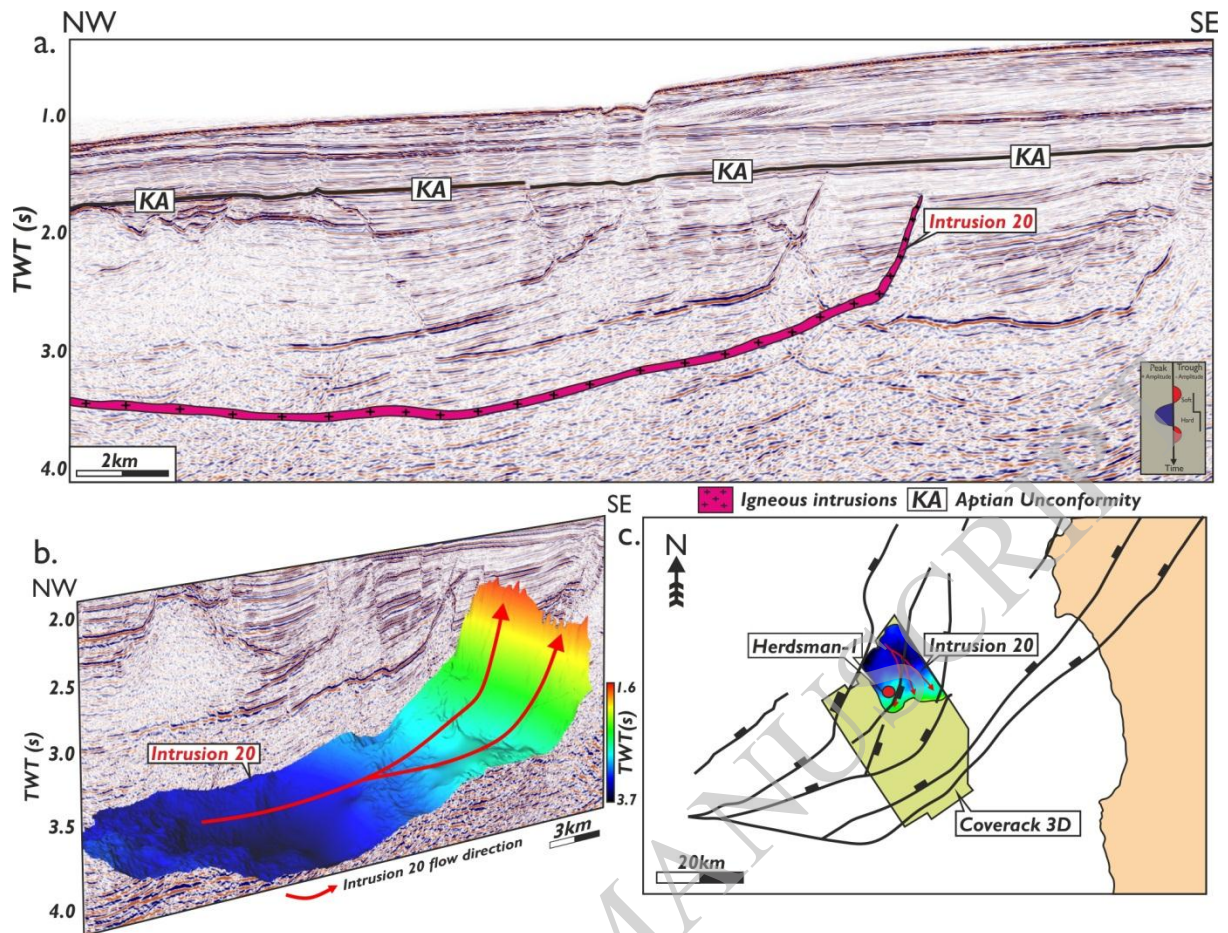 NW
SE
a.
1.0
2.0
3.0
4.0
TWT (s)
KA
KA
KA
KA
Intrusion 20
2km
Peak
+ Amplitude
Trough
- Amplitude
Soft
Hard
Time
Igneous intrusions
KA
Aptian Unconformity
b.
NW
SE
2.0
2.5
3.0
3.5
4.0
TWT (s)
Intrusion 20
1.6
TWT(s)
3.7
3km
Intrusion 20 flow direction
c.
N
Herdsman-1
Intrusion 20
Coverack 3D
20km
MANUSCRIPT